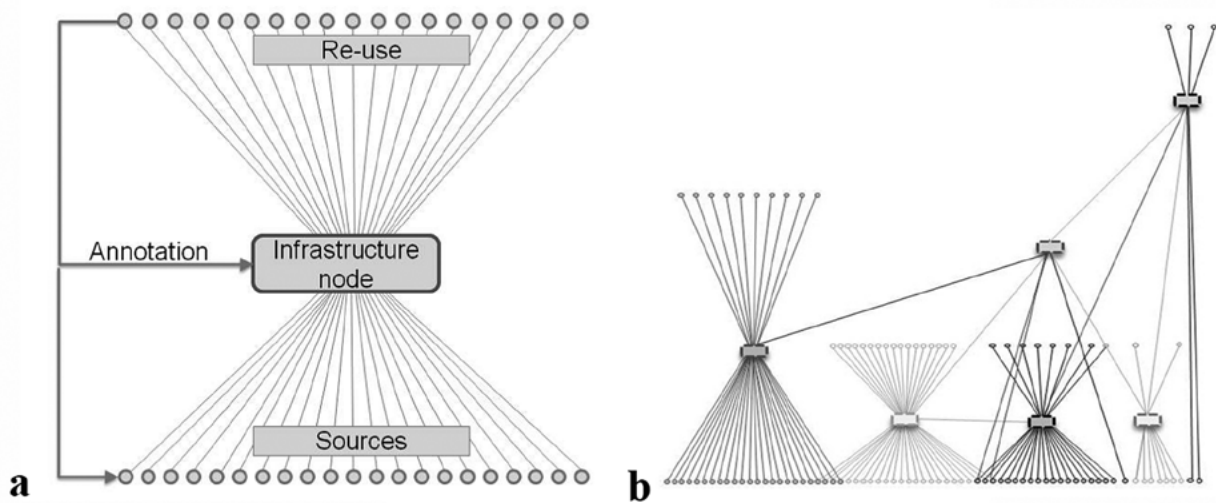 Re-use
Annotation
Infrastructure
node
Sources
a
b